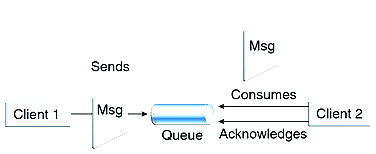 Msg
Sends
Consumes
Client 1
Msg
Client 2
Queue
Acknowledges